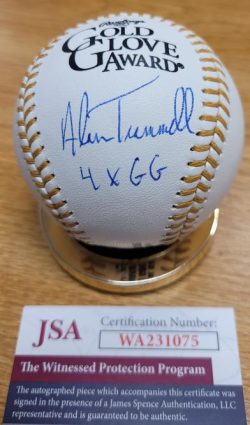 Rawlings
GOLD
GLOVE
AWARD®
Alan Trammell
4 x GG
JSA
Certification Number:
WA231075
The Witnessed Protection Program
The autographed piece which accompanies this certificate was
signed in the presence of a James Spence Authentication, LLC
representative and is guaranteed to be authentic.